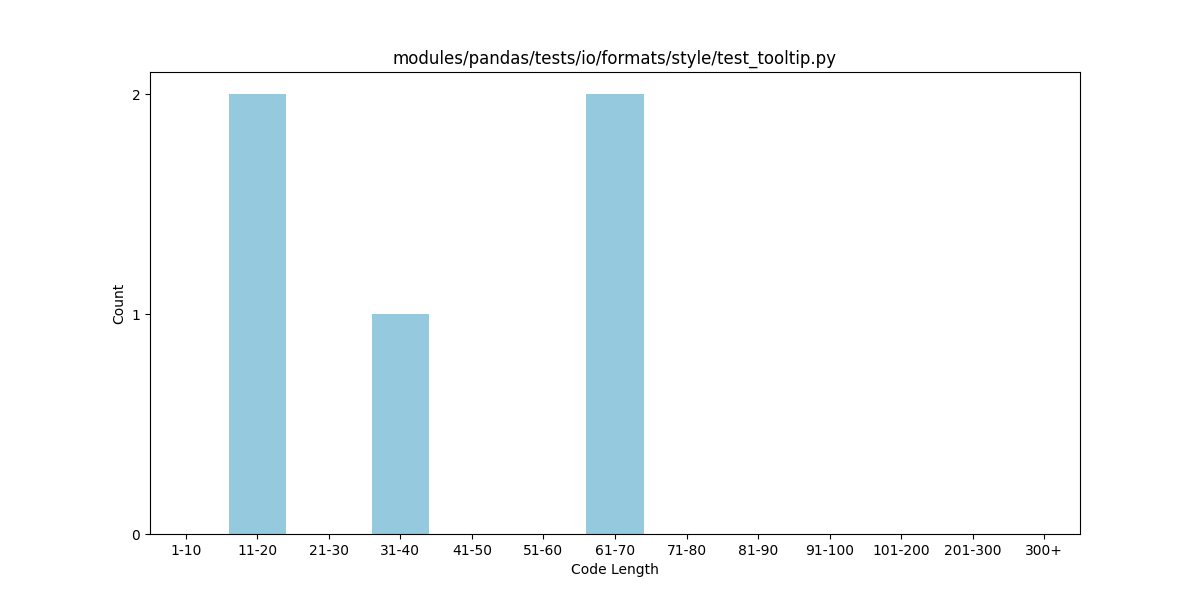 modules/pandas/tests/io/formats/style/test_tooltip.py
Count
2
1
0
1-10 11-20 21-30 31-40 41-50 51-60 61-70 71-80 81-90 91-100 101-200 201-300 300+
Code Length